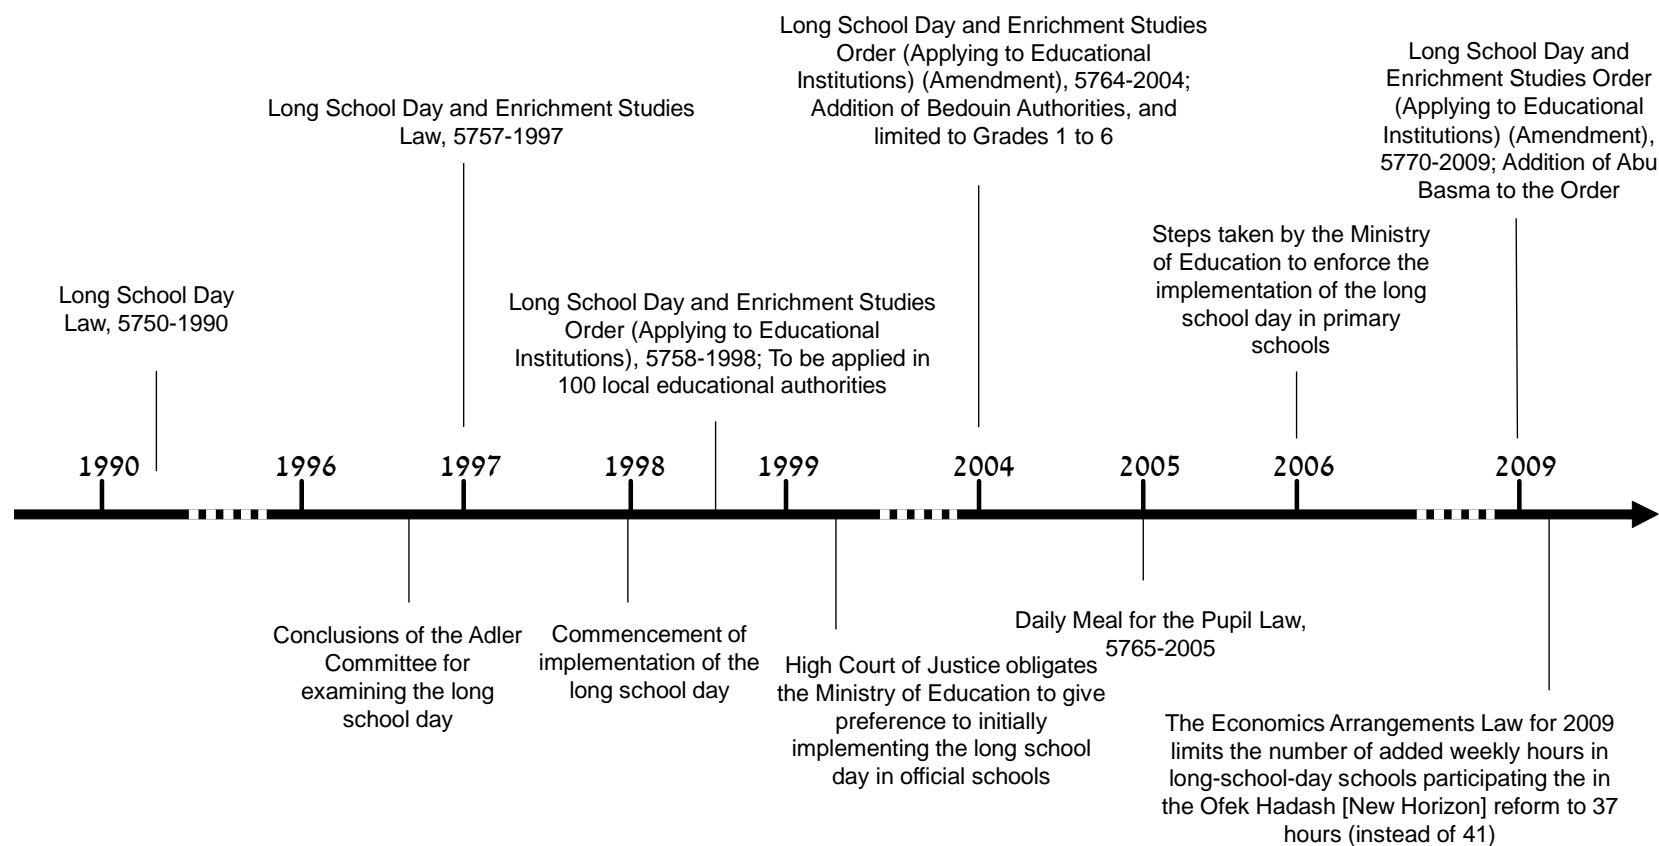 Long School Day
Law, 5750-1990
Long School Day and Enrichment Studies
Law, 5757-1997
Long School Day and Enrichment Studies
Order (Applying to Educational
Institutions), 5758-1998; To be applied in
100 local educational authorities
Long School Day and Enrichment Studies
Order (Applying to Educational
Institutions) (Amendment), 5764-2004;
Addition of Bedouin Authorities, and
limited to Grades 1 to 6
Steps taken by the Ministry
of Education to enforce the
implementation of the long
school day in primary
schools
Long School Day and
Enrichment Studies Order
(Applying to Educational
Institutions) (Amendment),
5770-2009; Addition of Abu
Basma to the Order
1990
1996
1997
1998
1999
2004
2005
2006
2009
Conclusions of the Adler
Committee for
examining the long
school day
Commencement of
implementation of the
long school day
High Court of Justice obligates
the Ministry of Education to give
preference to initially
implementing the long school
day in official schools
Daily Meal for the Pupil Law,
5765-2005
The Economics Arrangements Law for 2009
limits the number of added weekly hours in
long-school-day schools participating the in
the Ofek Hadash [New Horizon] reform to 37
hours (instead of 41)